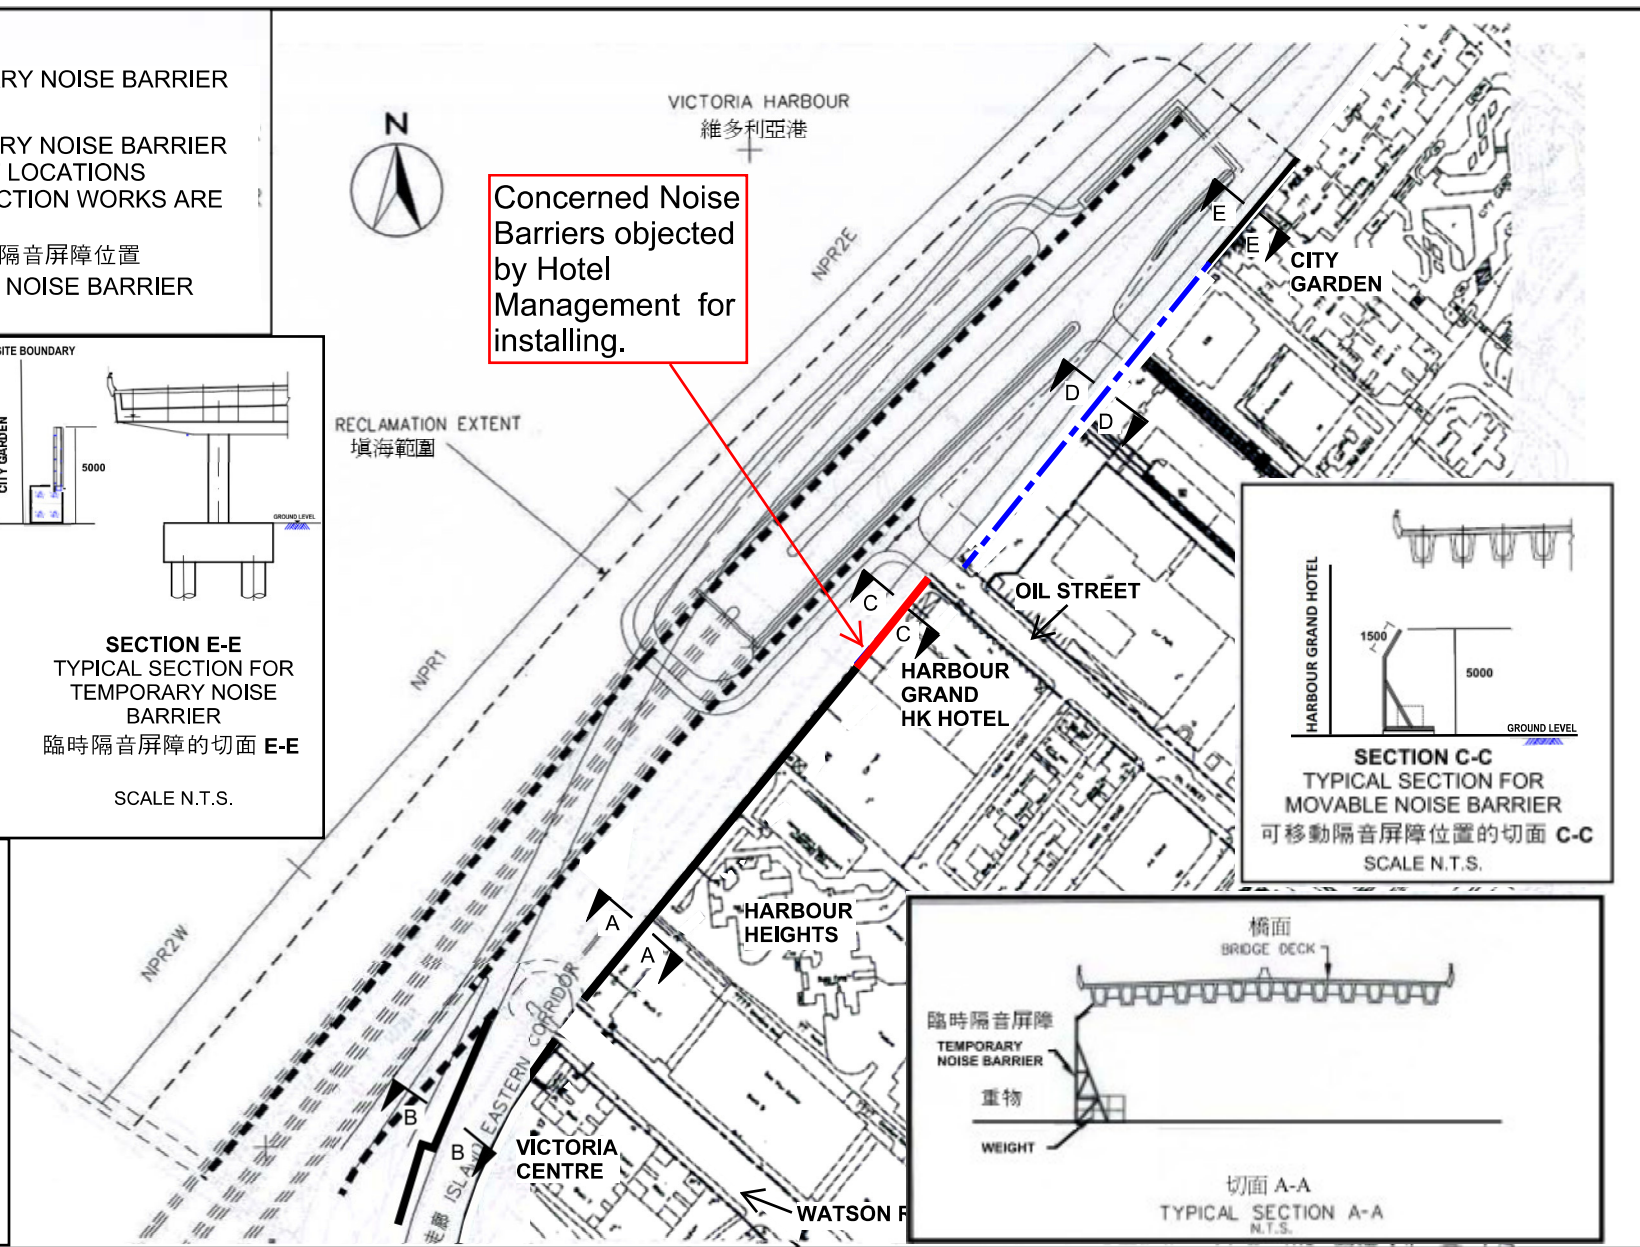 RY NOISE BARRIER
RY NOISE BARRIER
LOCATIONS
CTION WORKS ARE
隔音屏障位置
NOISE BARRIER
N
VICTORIA HARBOUR
維多利亞港
Concerned Noise
Barriers objected
by Hotel
Management for
installing.
NPR2E
RECLAMATION EXTENT
填海範圍
NPR1
NPR2W
E
E
CITY
GARDEN
D
D
OIL STREET
C
C
HARBOUR
GRAND
HK HOTEL
HARBOUR
HEIGHTS
A
A
B
B
ISLAND EASTERN CORRIDOR
VICTORIA
CENTRE
WATSON R
SITE BOUNDARY
CITY GARDEN
5000
GROUND LEVEL
SECTION E-E
TYPICAL SECTION FOR
TEMPORARY NOISE
BARRIER
臨時隔音屏障的切面 E-E
SCALE N.T.S.
HARBOUR GRAND HOTEL
1500
5000
GROUND LEVEL
SECTION C-C
TYPICAL SECTION FOR
MOVABLE NOISE BARRIER
可移動隔音屏障位置的切面 C-C
SCALE N.T.S.
橋面
BRIDGE DECK
臨時隔音屏障
TEMPORARY
NOISE BARRIER
重物
WEIGHT
切面 A-A
TYPICAL SECTION A-A
N.T.S.